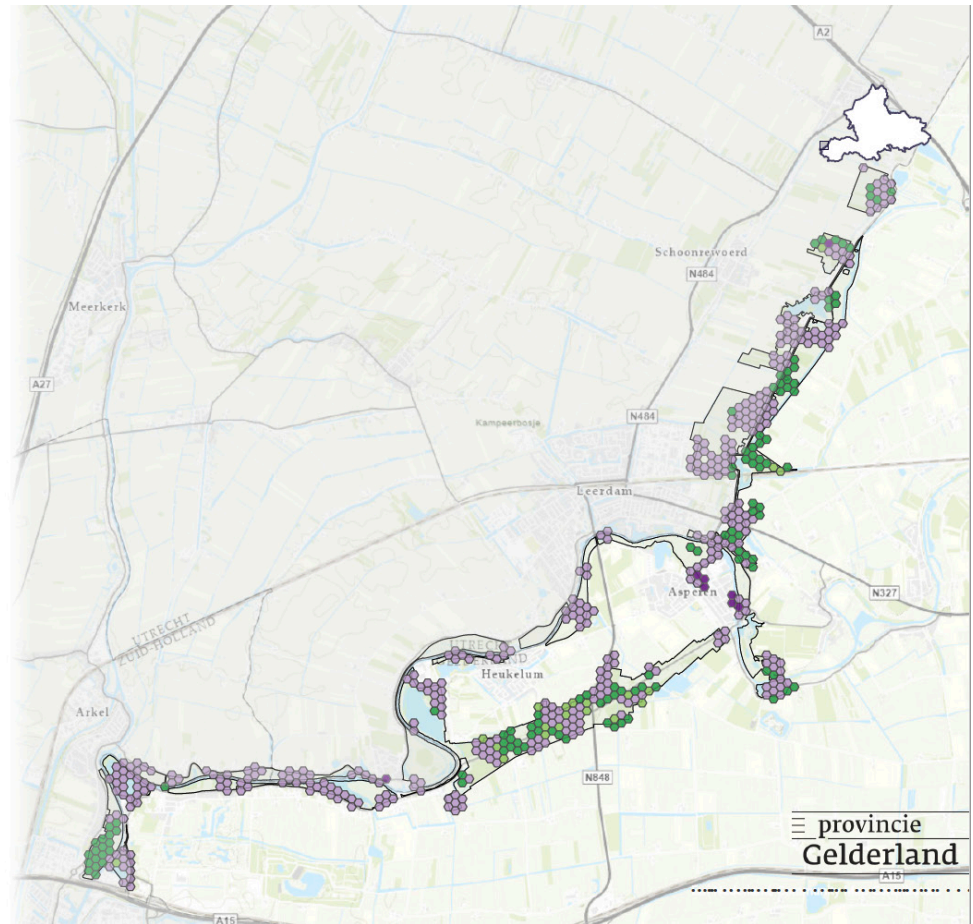 A2
Schoonrewoerd
N484
Meerkerk
A27
N484
Kampeerbosje
Leerdam
Asperen
N327
UTRECHT
ZUID-HOLLAND
UTRECHT
Heukelum
Arkel
N848
provincie
Gelderland
A15
A15